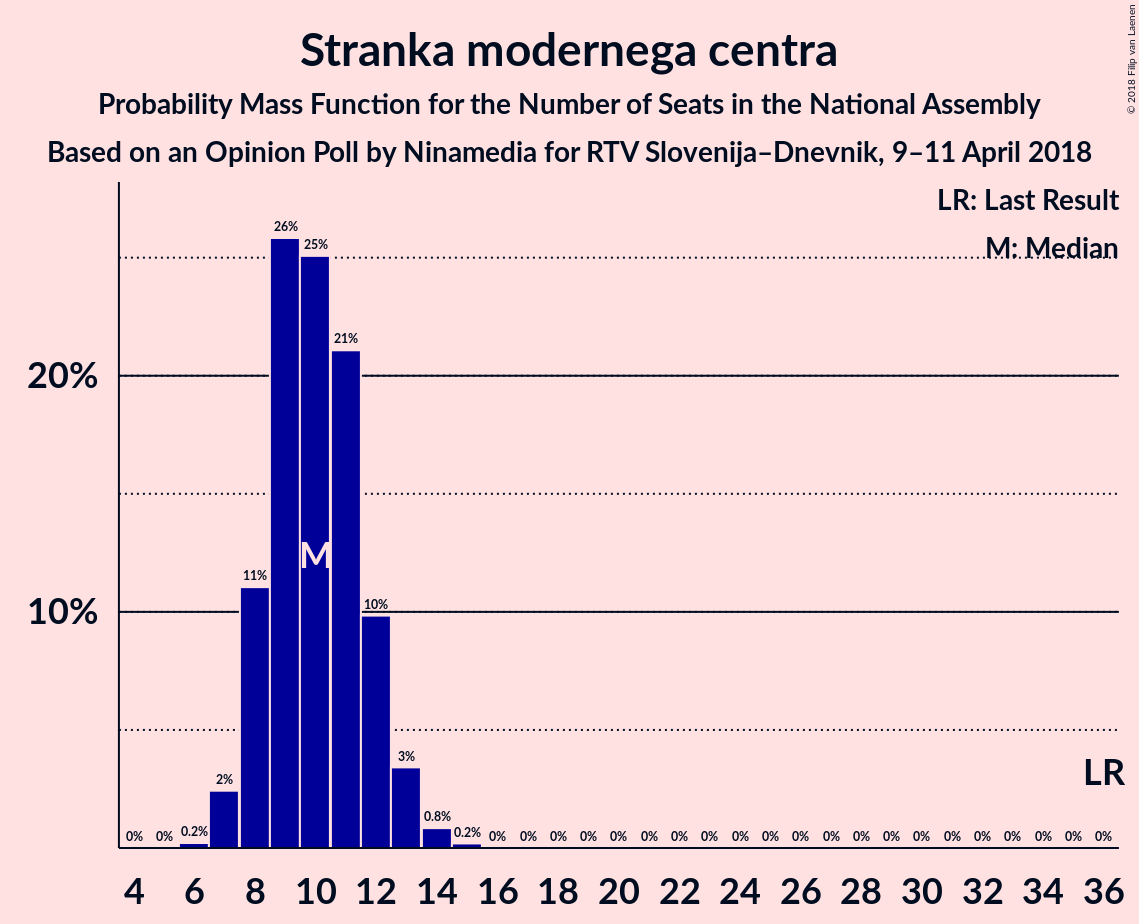 Stranka modernega centra
Probability Mass Function for the Number of Seats in the National Assembly
Based on an Opinion Poll by Ninamedia for RTV Slovenija–Dnevnik, 9–11 April 2018
© 2018 Filip van Laenen
LR: Last Result
M: Median
26%
25%
21%
20%
M
11%
10%
10%
LR
3%
2%
0.8%
0% 0% 0.2% 0.2% 0% 0% 0% 0% 0% 0% 0% 0% 0% 0% 0% 0% 0% 0% 0% 0% 0% 0% 0% 0% 0%
4 6 8 10 12 14 16 18 20 22 24 26 28 30 32 34 36